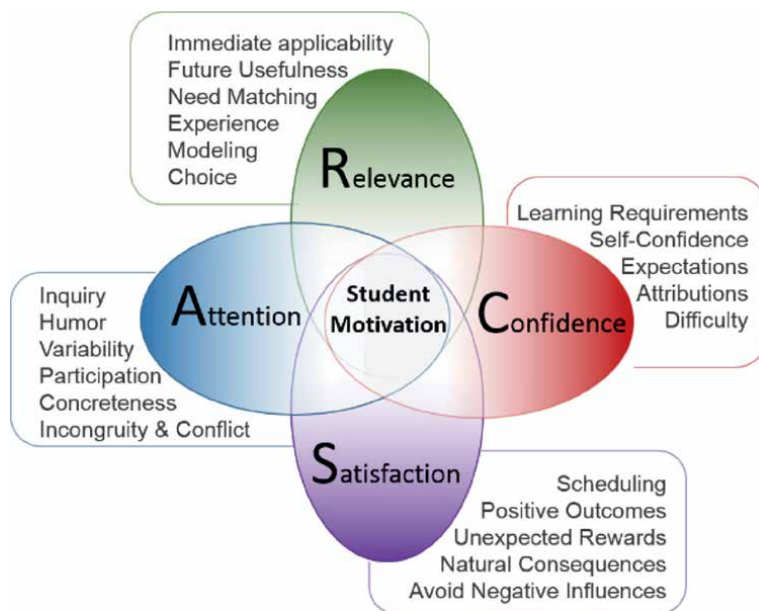 Immediate applicability
Future Usefulness
Need Matching
Experience
Modeling
Choice
Relevance
Learning Requirements
Self-Confidence
Expectations
Attributions
Difficulty
Inquiry
Humor
Variability
Participation
Concreteness
Incongruity & Conflict
Attention
Student
Motivation
Confidence
Satisfaction
Scheduling
Positive Outcomes
Unexpected Rewards
Natural Consequences
Avoid Negative Influences